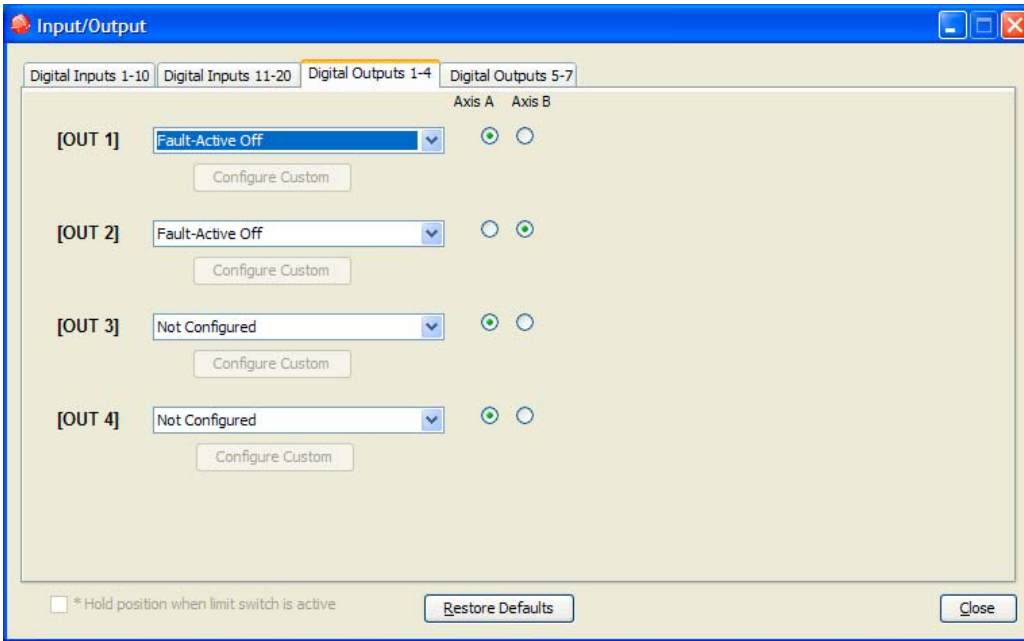 Input/Output
Digital Inputs 1-10 Digital Inputs 11-20 Digital Outputs 1-4 Digital Outputs 5-7
Axis A Axis B
[OUT 1] Fault-Active Off
Configure Custom
[OUT 2] Fault-Active Off
Configure Custom
[OUT 3] Not Configured
Configure Custom
[OUT 4] Not Configured
Configure Custom
* Hold position when limit switch is active Restore Defaults Close